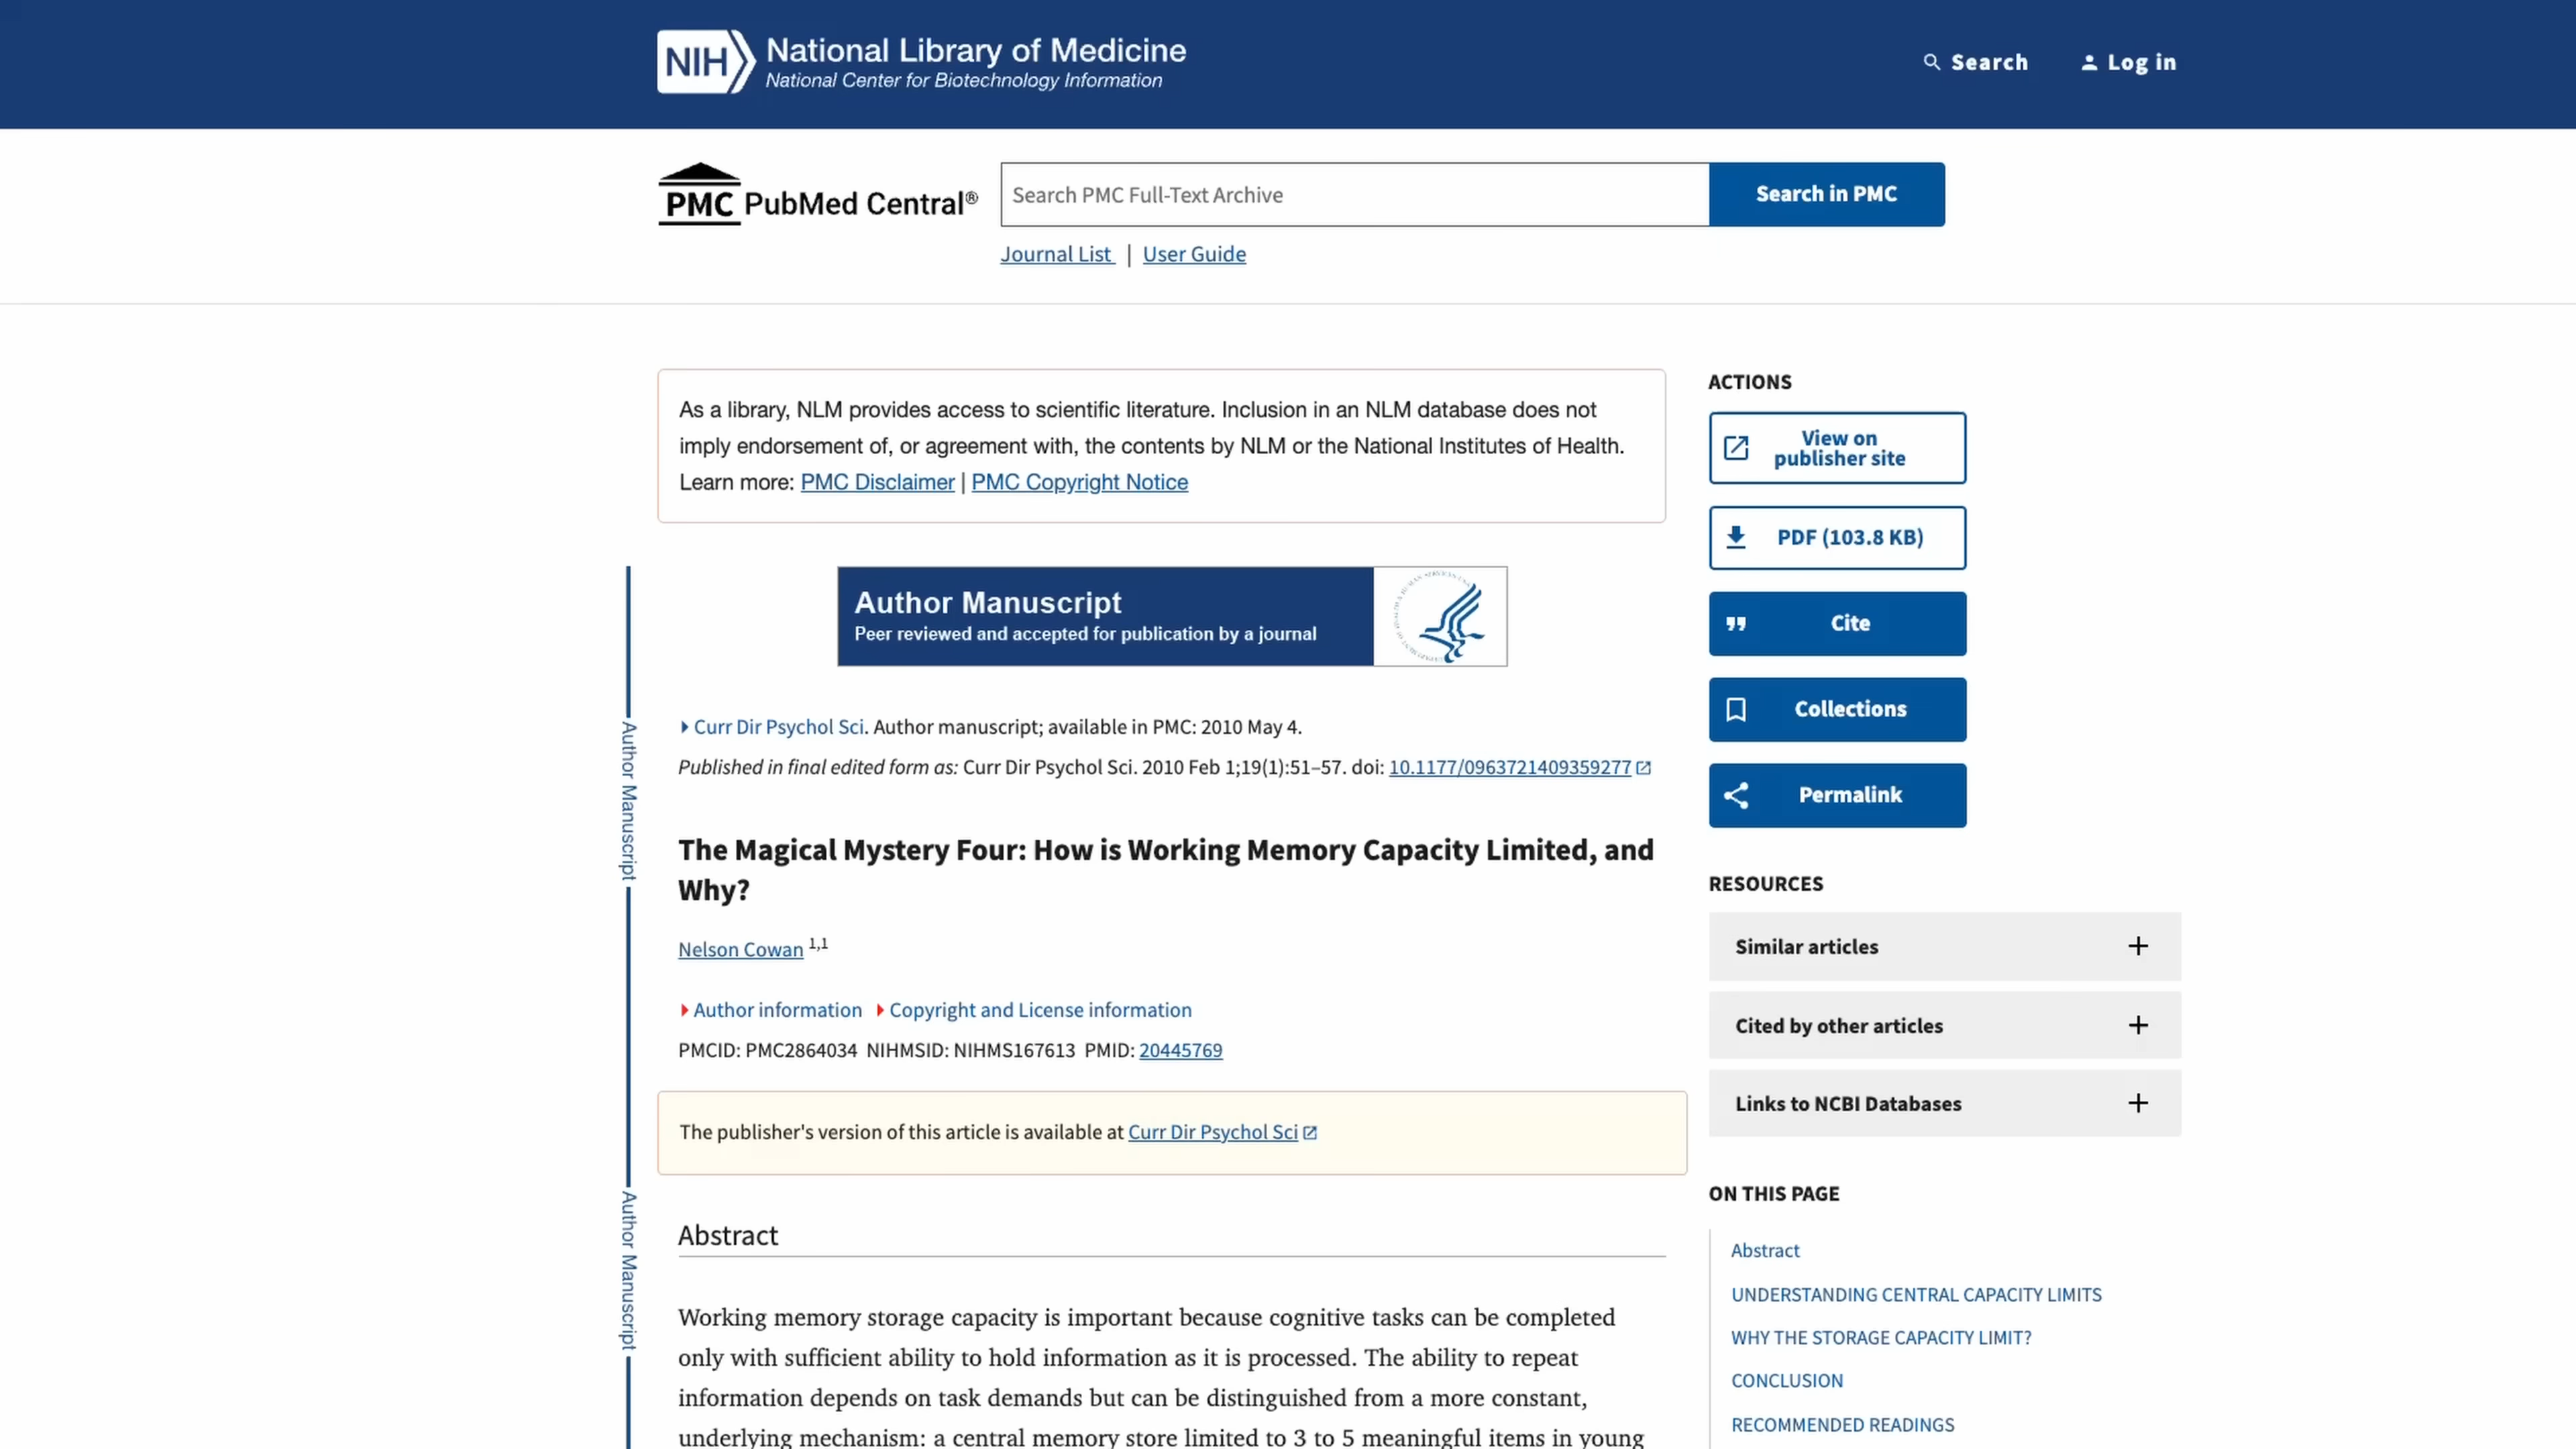 NIH National Library of Medicine
National Center for Biotechnology Information
Search
Log in
PMC PubMed Central®
Search PMC Full-Text Archive
Search in PMC
Journal List | User Guide
As a library, NLM provides access to scientific literature. Inclusion in an NLM database does not
imply endorsement of, or agreement with, the contents by NLM or the National Institutes of Health.
Learn more: PMC Disclaimer | PMC Copyright Notice
Author Manuscript
Peer reviewed and accepted for publication by a journal
Curr Dir Psychol Sci. Author manuscript; available in PMC: 2010 May 4.
Published in final edited form as: Curr Dir Psychol Sci. 2010 Feb 1;19(1):51–57. doi: 10.1177/0963721409359277
The Magical Mystery Four: How is Working Memory Capacity Limited, and
Why?
Nelson Cowan 1,1
Author information Copyright and License information
PMCID: PMC2864034 NIHMSID: NIHMS167613 PMID: 20445769
The publisher's version of this article is available at Curr Dir Psychol Sci
Abstract
Working memory storage capacity is important because cognitive tasks can be completed
only with sufficient ability to hold information as it is processed. The ability to repeat
information depends on task demands but can be distinguished from a more constant,
underlying mechanism: a central memory store limited to 3 to 5 meaningful items in young
Author Manuscript
Author Manuscript
ACTIONS
View on
publisher site
PDF (103.8 KB)
Cite
Collections
Permalink
RESOURCES
Similar articles
Cited by other articles
Links to NCBI Databases
ON THIS PAGE
Abstract
UNDERSTANDING CENTRAL CAPACITY LIMITS
WHY THE STORAGE CAPACITY LIMIT?
CONCLUSION
RECOMMENDED READINGS